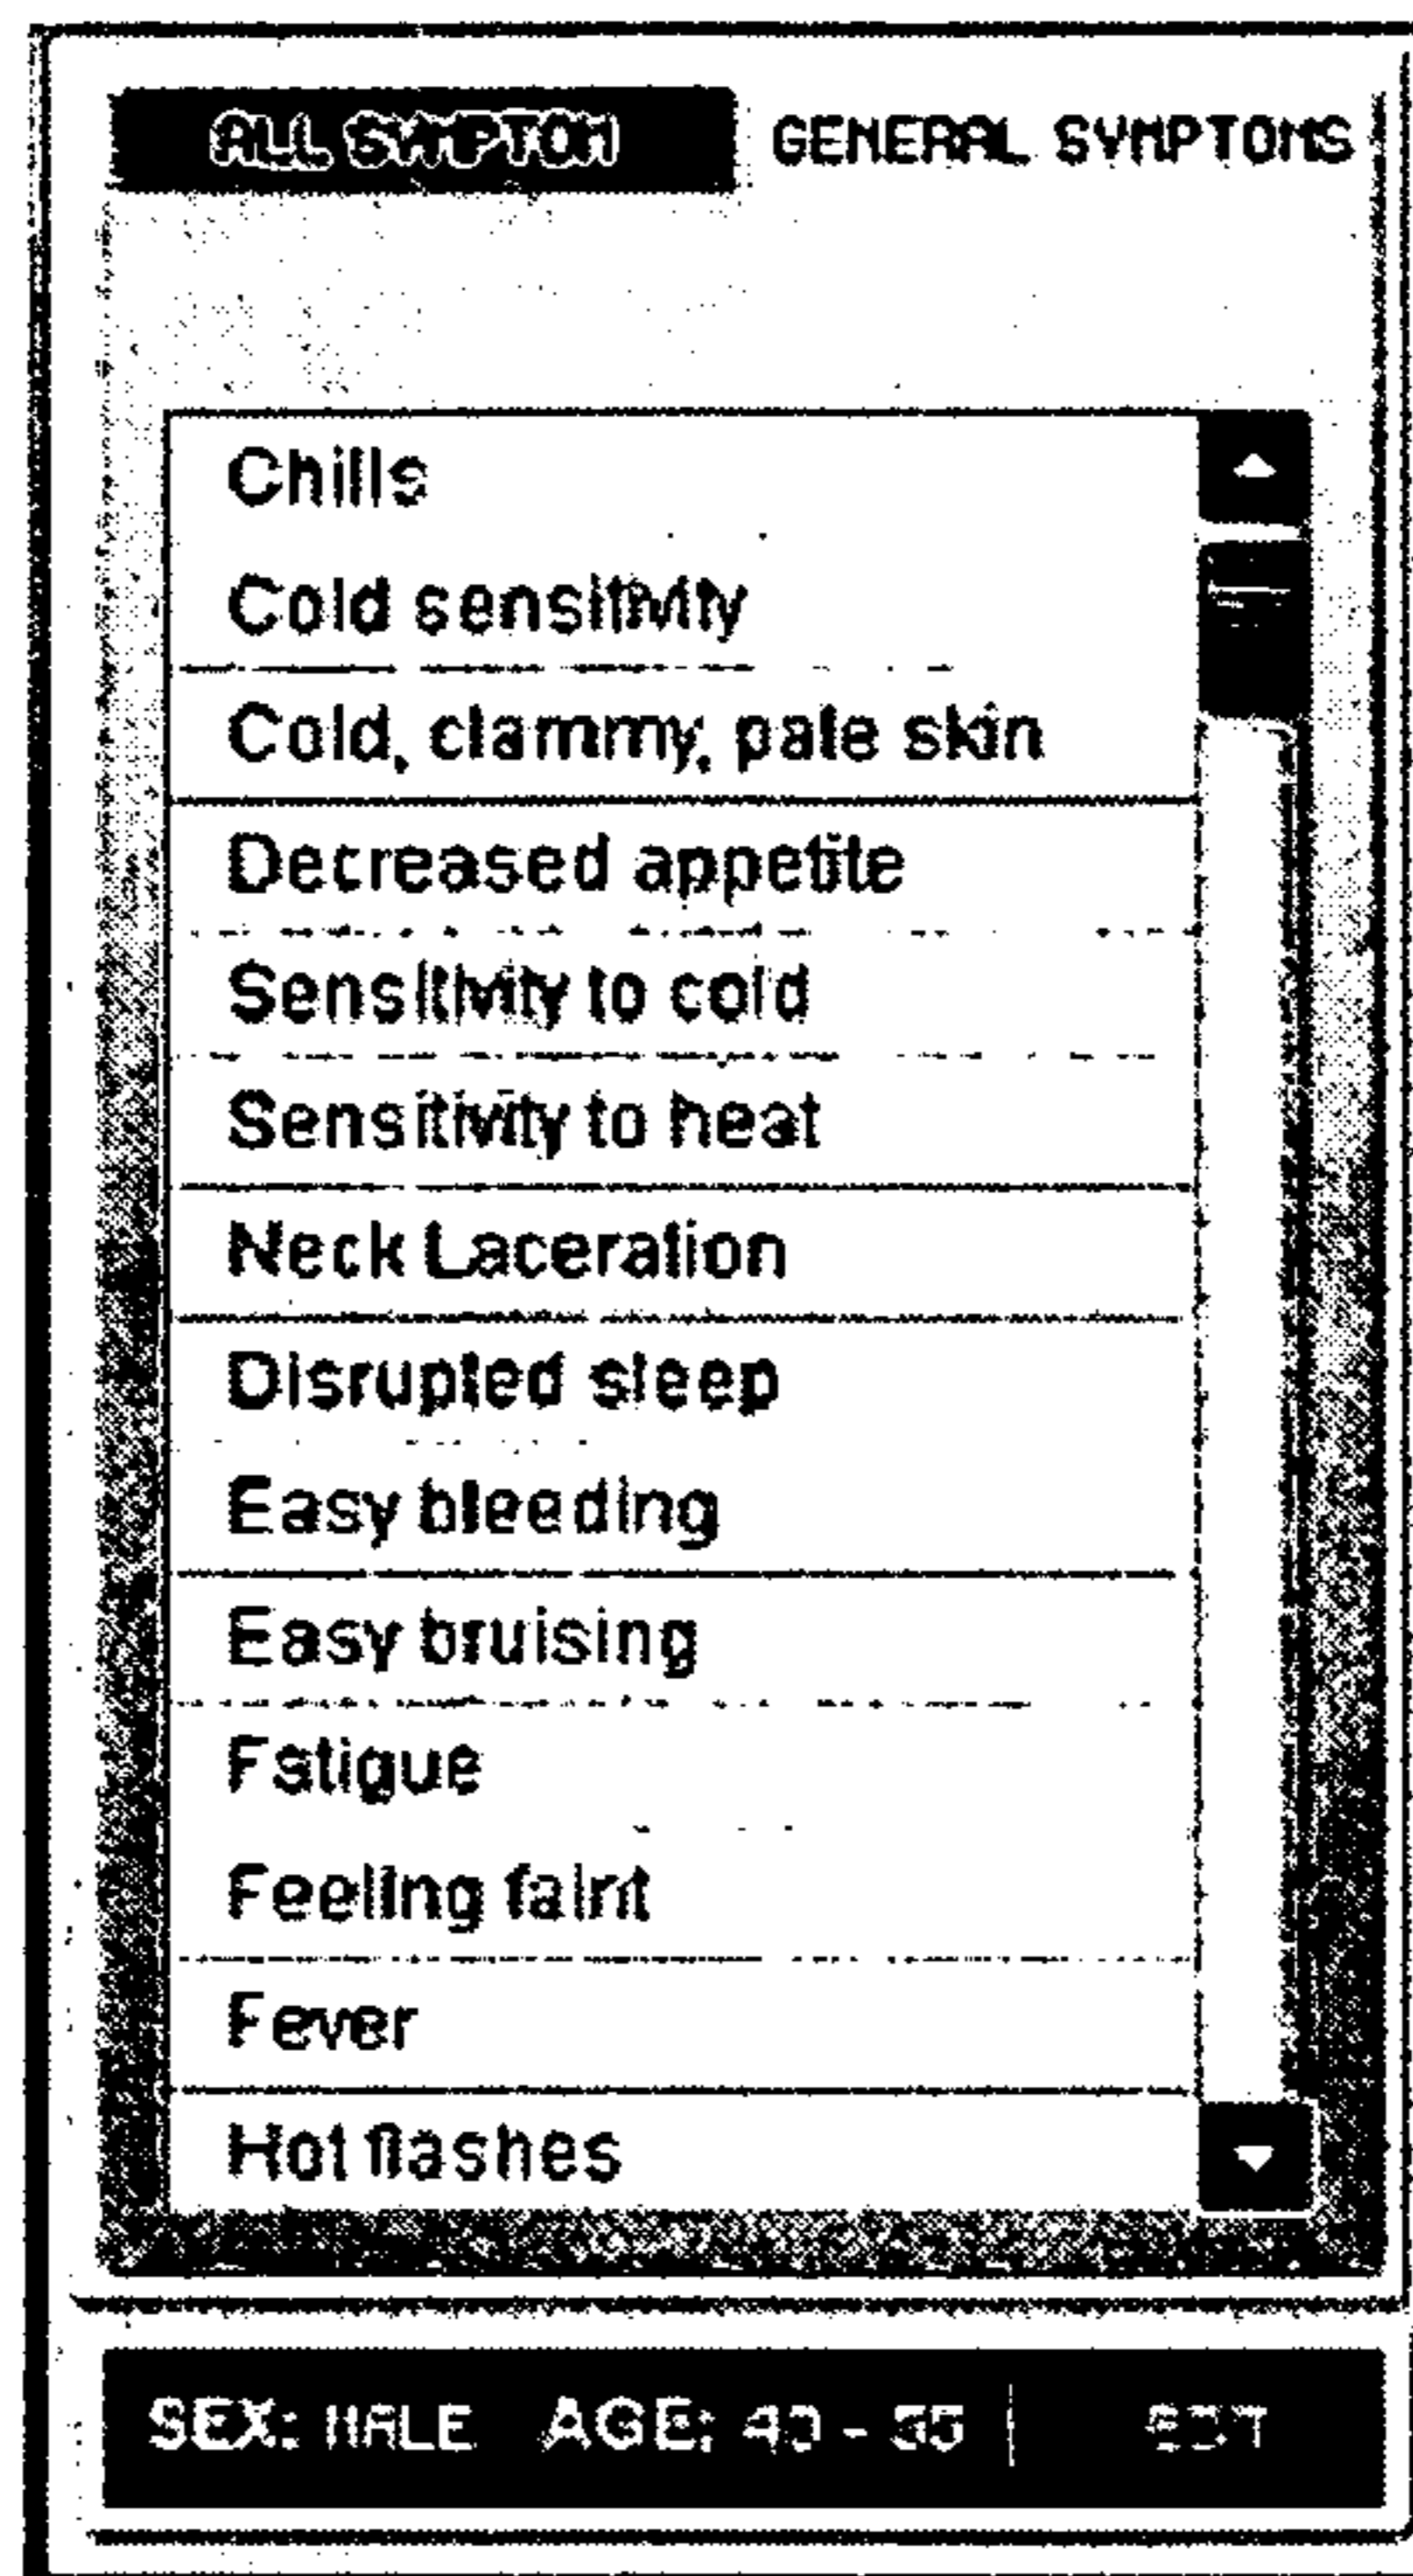 ALL SYMPTOM GENERAL SYMPTOMS
Chills
Cold sensitivity
Cold, clammy, pale skin
Decreased appetite
Sensitivity to cold
Sensitivity to heat
Neck Laceration
Disrupted sleep
Easy bleeding
Easy bruising
Fatigue
Feeling faint
Fever
Hot flashes
SEX: MALE AGE: